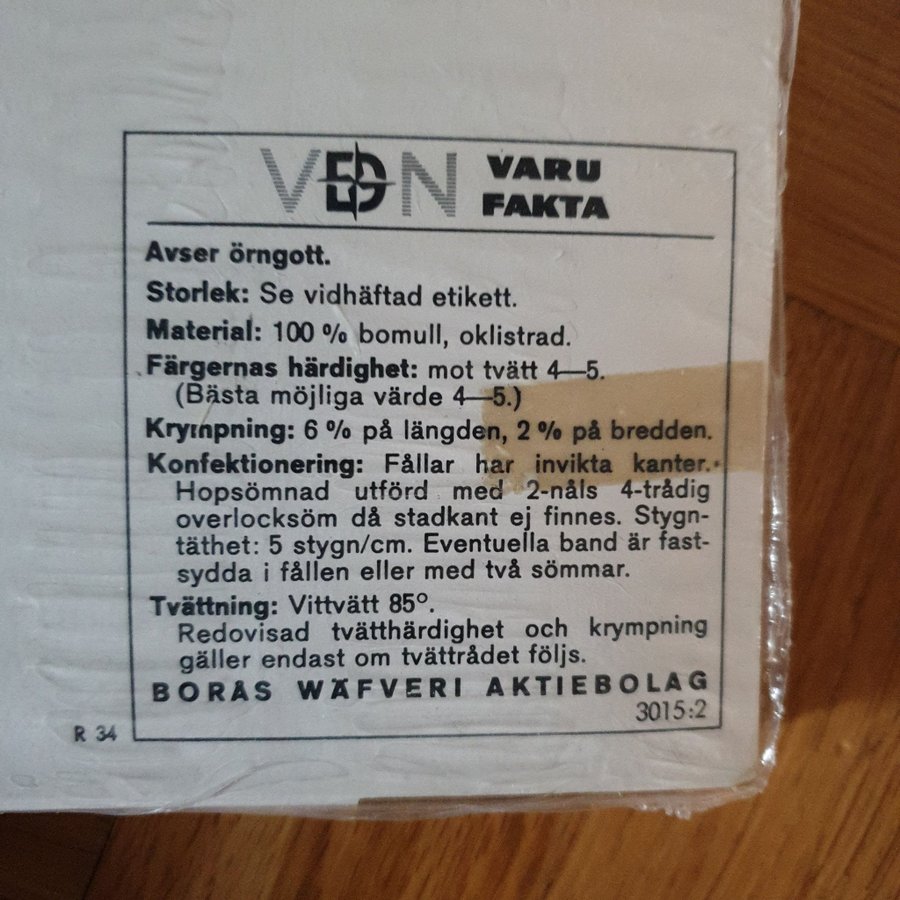 VDN VARU
FAKTA
Avser örngott.
Storlek: Se vidhäftad etikett.
Material: 100 % bomull, oklistrad.
Färgernas härdighet: mot tvätt 4—5.
(Bästa möjliga värde 4—5.)
Krympning: 6 % på längden, 2 % på bredden.
Konfektionering: Fållar har invikta kanter.
Hopsömnad utförd med 2-nåls 4-trådig
overlocksöm då stadkant ej finnes. Stygn-
täthet: 5 stygn/cm. Eventuella band är fast-
sydda i fållen eller med två sömmar.
Tvättning: Vittvätt 85°.
Redovisad tvätthärdighet och krympning
gäller endast om tvättrådet följs.
BORÅS WÄFVERI AKTIEBOLAG
3015:2
R 34